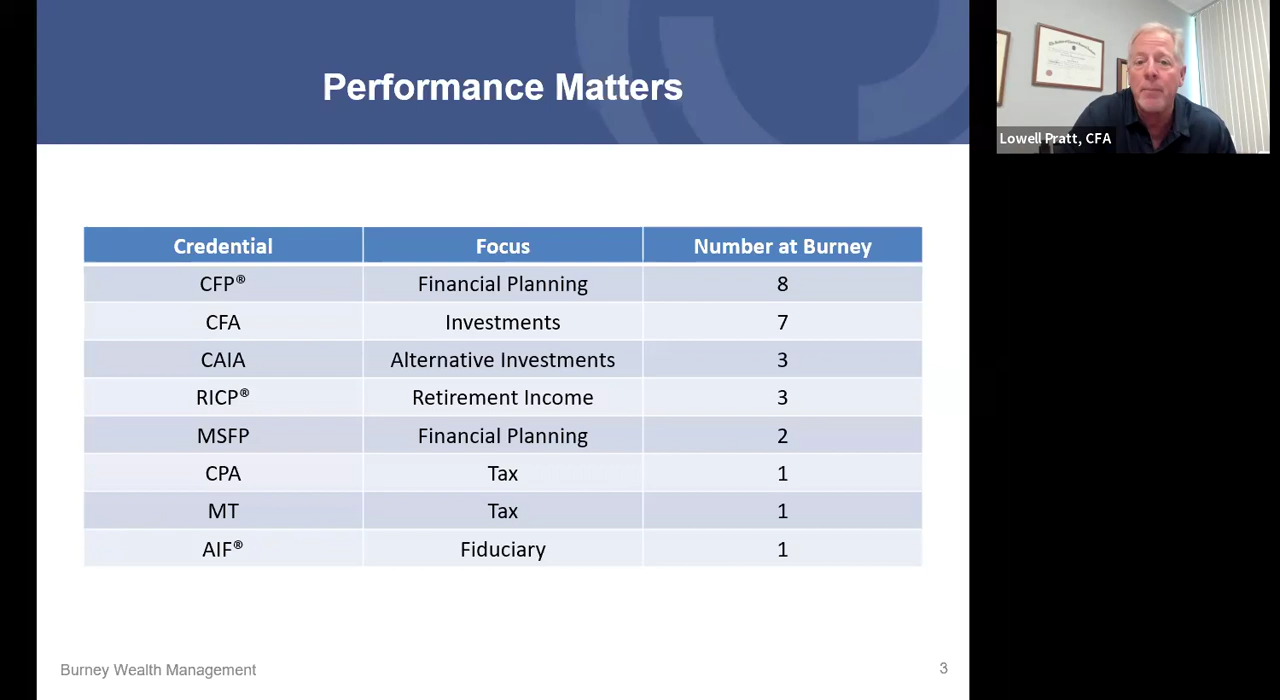 Performance Matters
Lowell Pratt, CFA
Credential Focus Number at Burney
CFP® Financial Planning 8
CFA Investments 7
CAIA Alternative Investments 3
RICP® Retirement Income 3
MSFP Financial Planning 2
CPA Tax 1
MT Tax 1
AIF® Fiduciary 1
Burney Wealth Management 3